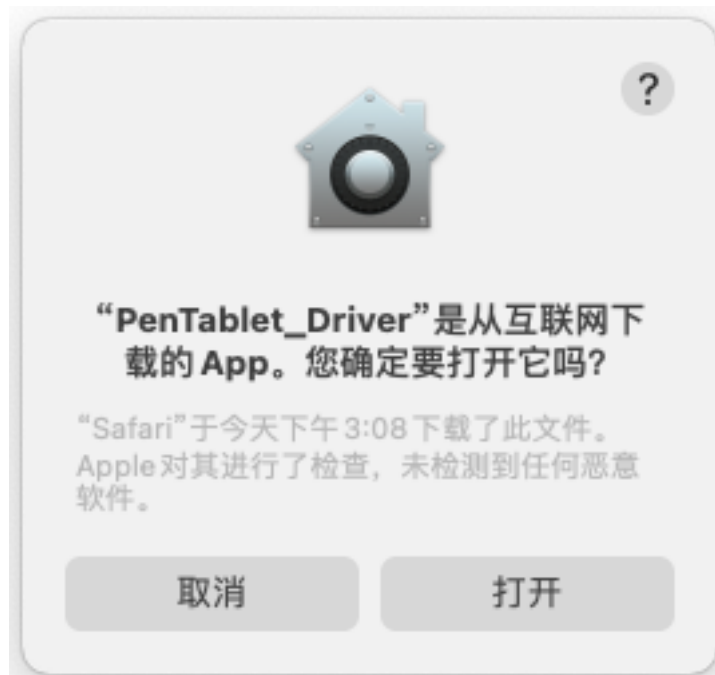 ?
“PenTablet_Driver”是从互联网下
载的 App。您确定要打开它吗？
“Safari”于今天下午 3:08 下载了此文件。
Apple 对其进行了检查，未检测到任何恶意
软件。
取消
打开